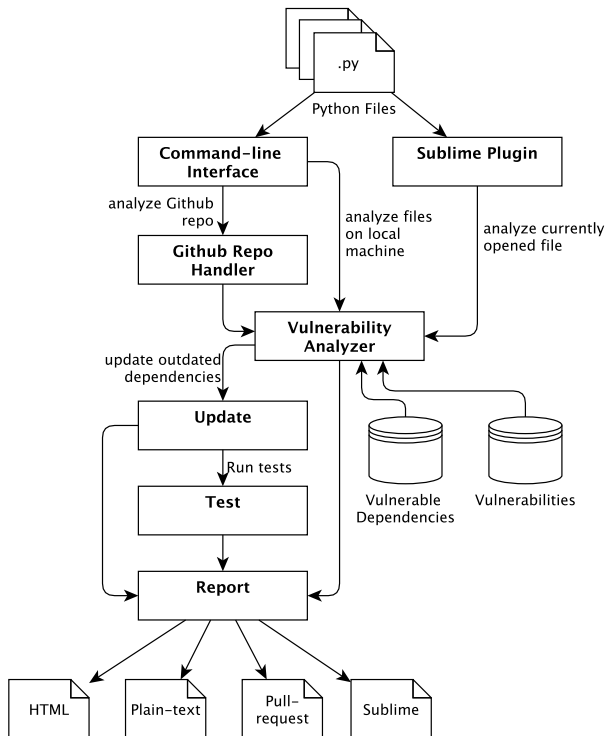 .py
Python Files
Command-line
Interface
Sublime Plugin
analyze Github
repo
analyze files
on local
machine
analyze currently
opened file
Github Repo
Handler
Vulnerability
Analyzer
update outdated
dependencies
Update
Run tests
Vulnerable
Dependencies
Vulnerabilities
Test
Report
HTML
Plain-text
Pull-
request
Sublime